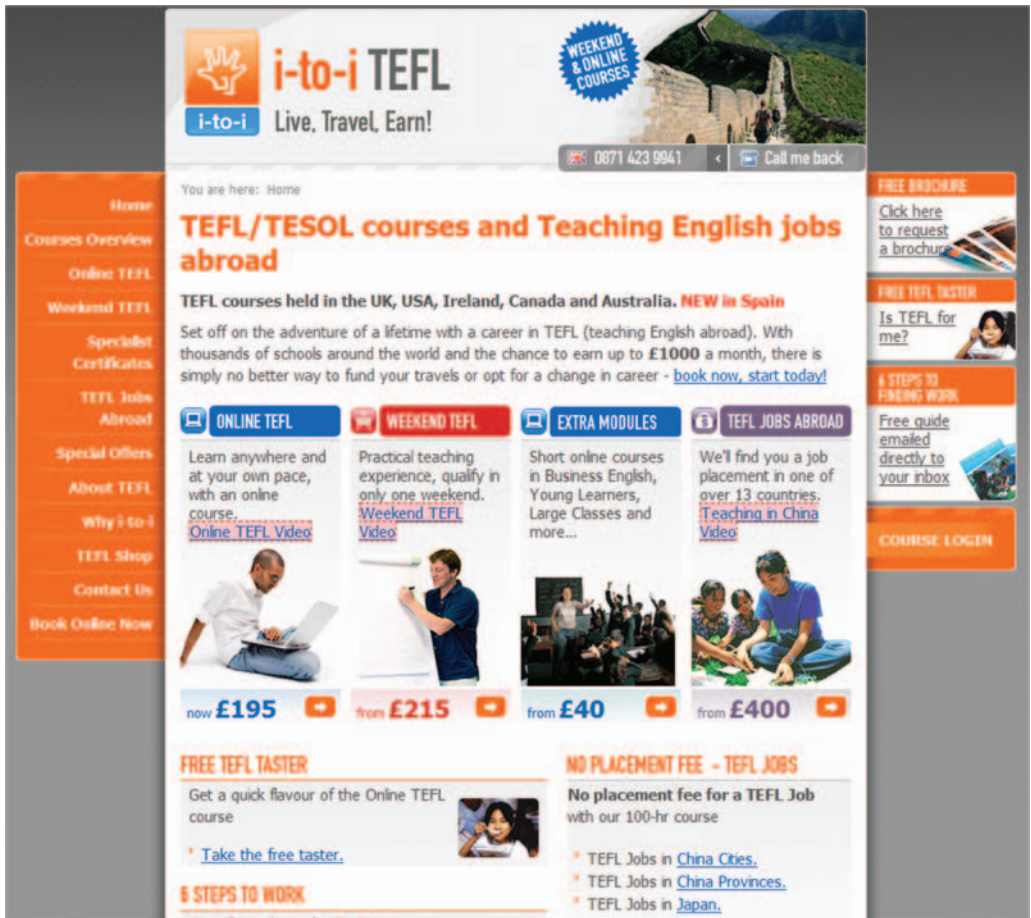 i-to-i
i-to-i TEFL
Live, Travel, Earn!
WEEKEND
& ONLINE
COURSES
0871 423 9941
‹
Call me back
Home
Courses Overview
Online TEFL
Weekend TEFL
Specialist
Certificates
TEFL Jobs
Abroad
Special Offers
About TEFL
Why i-to-i
TEFL Shop
Contact Us
Book Online Now
You are here: Home
TEFL/TESOL courses and Teaching English jobs
abroad
TEFL courses held in the UK, USA, Ireland, Canada and Australia. NEW in Spain
Set off on the adventure of a lifetime with a career in TEFL (teaching English abroad). With
thousands of schools around the world and the chance to earn up to £1000 a month, there is
simply no better way to fund your travels or opt for a change in career - book now, start today!
ONLINE TEFL
Learn anywhere and
at your own pace,
with an online
course.
Online TEFL Video
now £195
WEEKEND TEFL
Practical teaching
experience, qualify in
only one weekend.
Weekend TEFL
Video
from £215
EXTRA MODULES
Short online courses
in Business English,
Young Learners,
Large Classes and
more...
from £40
TEFL JOBS ABROAD
We'll find you a job
placement in one of
over 13 countries.
Teaching in China
Video
from £400
FREE TEFL TASTER
Get a quick flavour of the Online TEFL
course
Take the free taster.
6 STEPS TO WORK
NO PLACEMENT FEE - TEFL JOBS
No placement fee for a TEFL Job
with our 100-hr course
TEFL Jobs in China Cities.
TEFL Jobs in China Provinces.
TEFL Jobs in Japan.
FREE BROCHURE
Click here
to request
a brochure
FREE TEFL TASTER
Is TEFL for
me?
6 STEPS TO
FINDING WORK
Free guide
emailed
directly to
your inbox
COURSE LOGIN